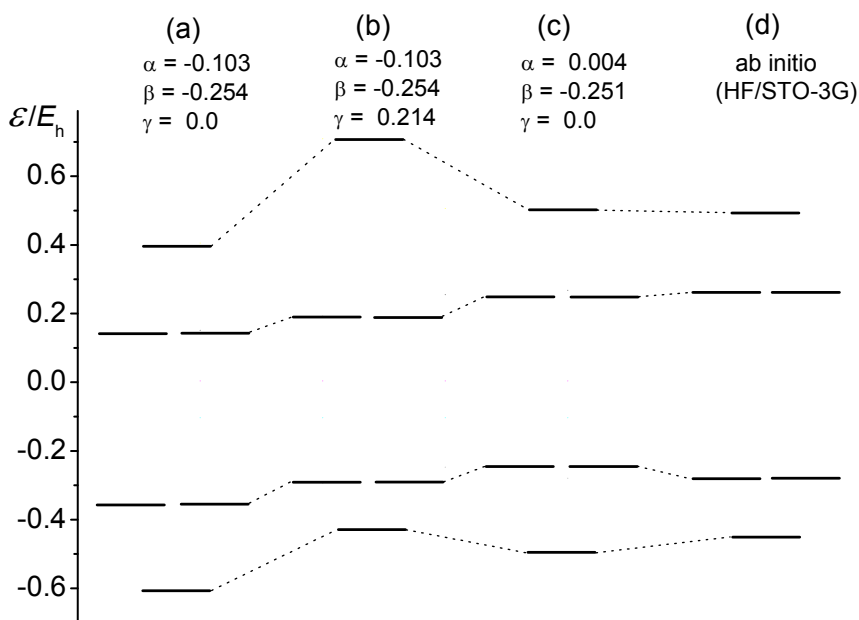 (a)
α = -0.103
β = -0.254
γ = 0.0
(b)
α = -0.103
β = -0.254
γ = 0.214
(c)
α = 0.004
β = -0.251
γ = 0.0
(d)
ab initio
(HF/STO-3G)
ℰ/Eₕ
0.6
0.4
0.2
0.0
-0.2
-0.4
-0.6